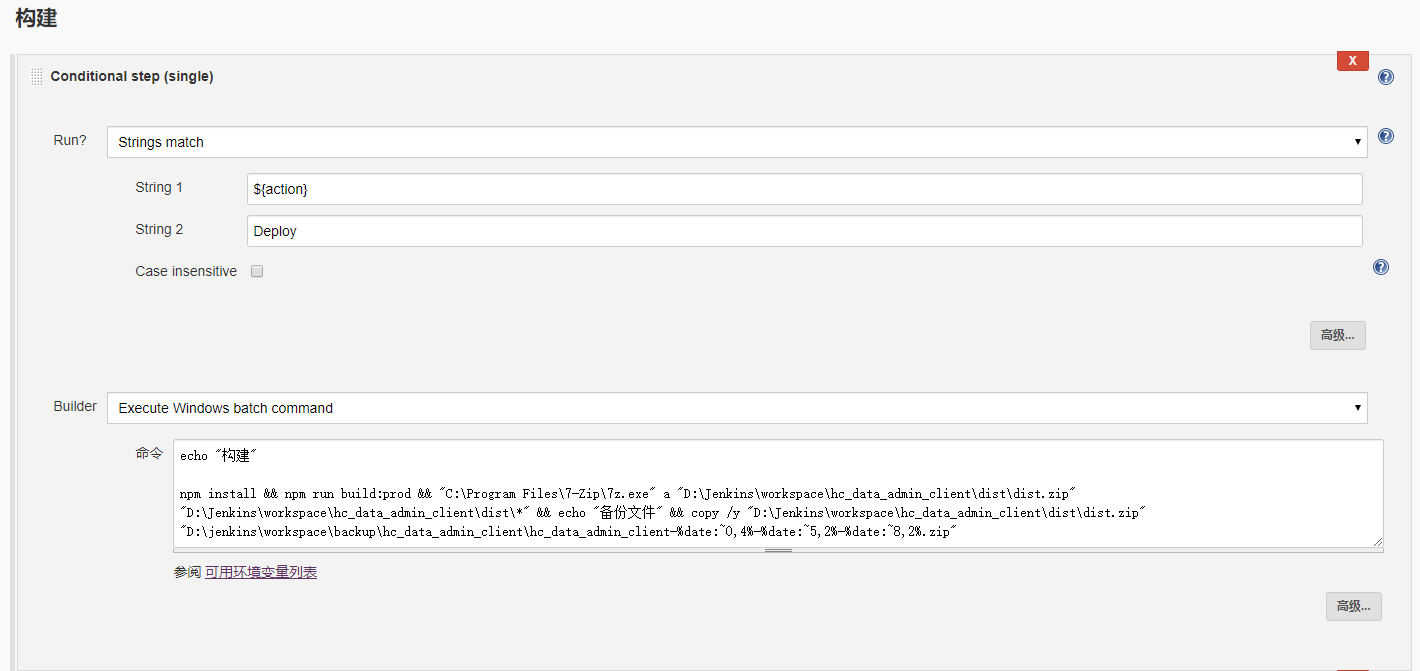 构建
Conditional step (single)
X
Run?
Strings match
String 1
${action}
String 2
Deploy
Case insensitive
高级...
Builder
Execute Windows batch command
命令
echo "构建"
npm install && npm run build:prod && "C:\Program Files\7-Zip\7z.exe" a "D:\Jenkins\workspace\hc_data_admin_client\dist\dist.zip"
"D:\Jenkins\workspace\hc_data_admin_client\dist\*" && echo "备份文件" && copy /y "D:\Jenkins\workspace\hc_data_admin_client\dist\dist.zip"
"D:\jenkins\workspace\backup\hc_data_admin_client\hc_data_admin_client-%date:~0,4%-%date:~5,2%-%date:~8,2%.zip"
参阅 可用环境变量列表
高级...